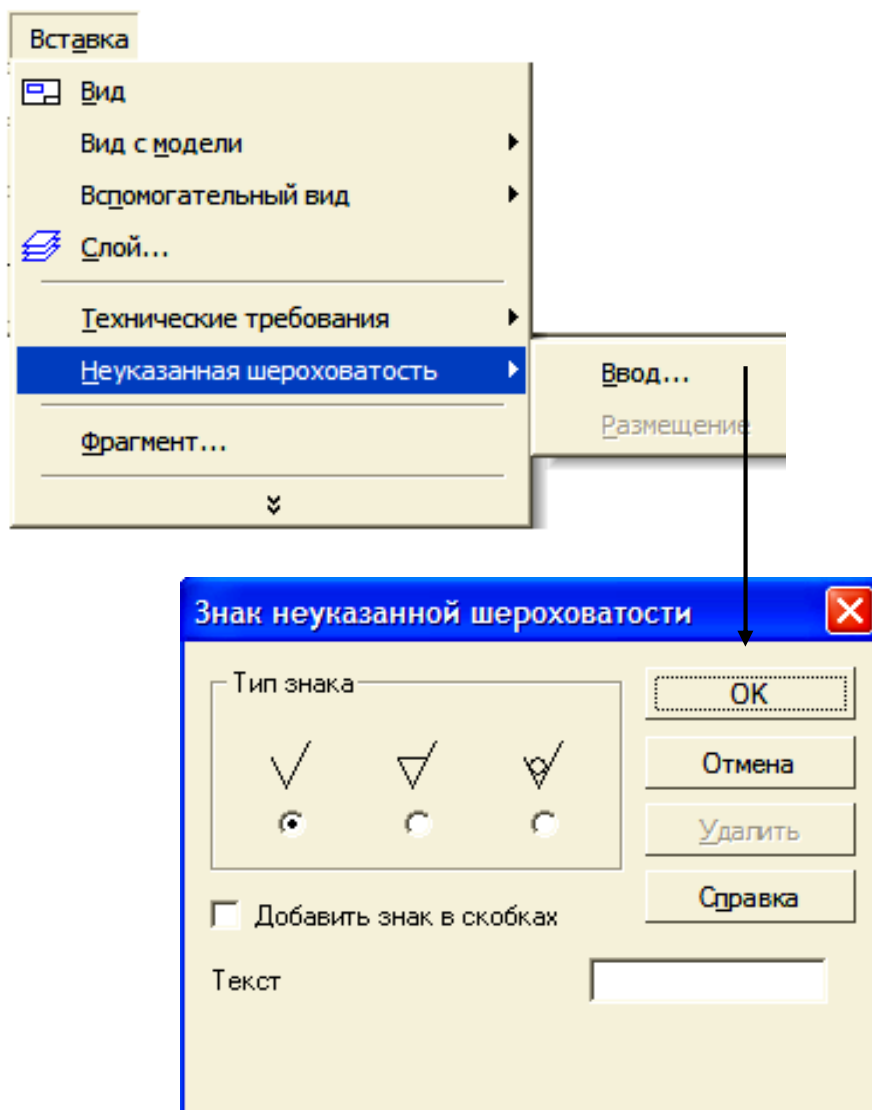 Вставка
Вид
Вид с модели
Вспомогательный вид
Слой...
Технические требования
Неуказанная шероховатость
Ввод...
Размещение
Фрагмент...
Знак неуказанной шероховатости
Тип знака
OK
Отмена
Удалить
Справка
Добавить знак в скобках
Текст